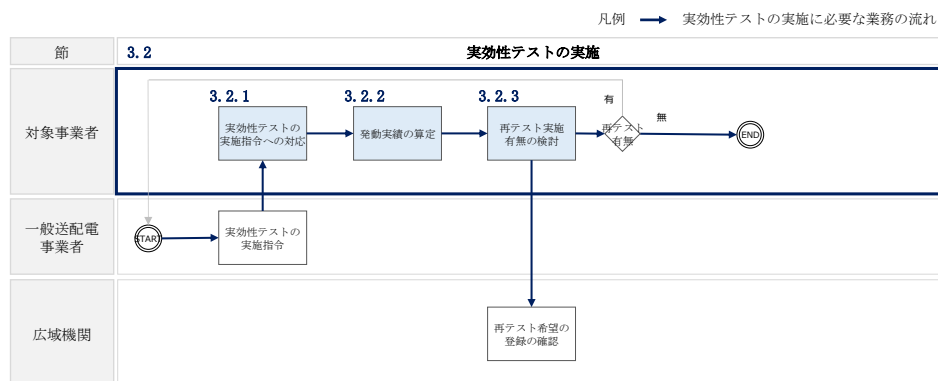 凡例 実効性テストの実施に必要な業務の流れ
節 3.2 実効性テストの実施
対象事業者
3.2.1
実効性テストの
実施指令への対応
3.2.2
発動実績の算定
3.2.3
再テスト実施
有無の検討
有
再テスト
有無
無
END
一般送配電
事業者
START
実効性テストの
実施指令
広域機関
再テスト希望の
登録の確認